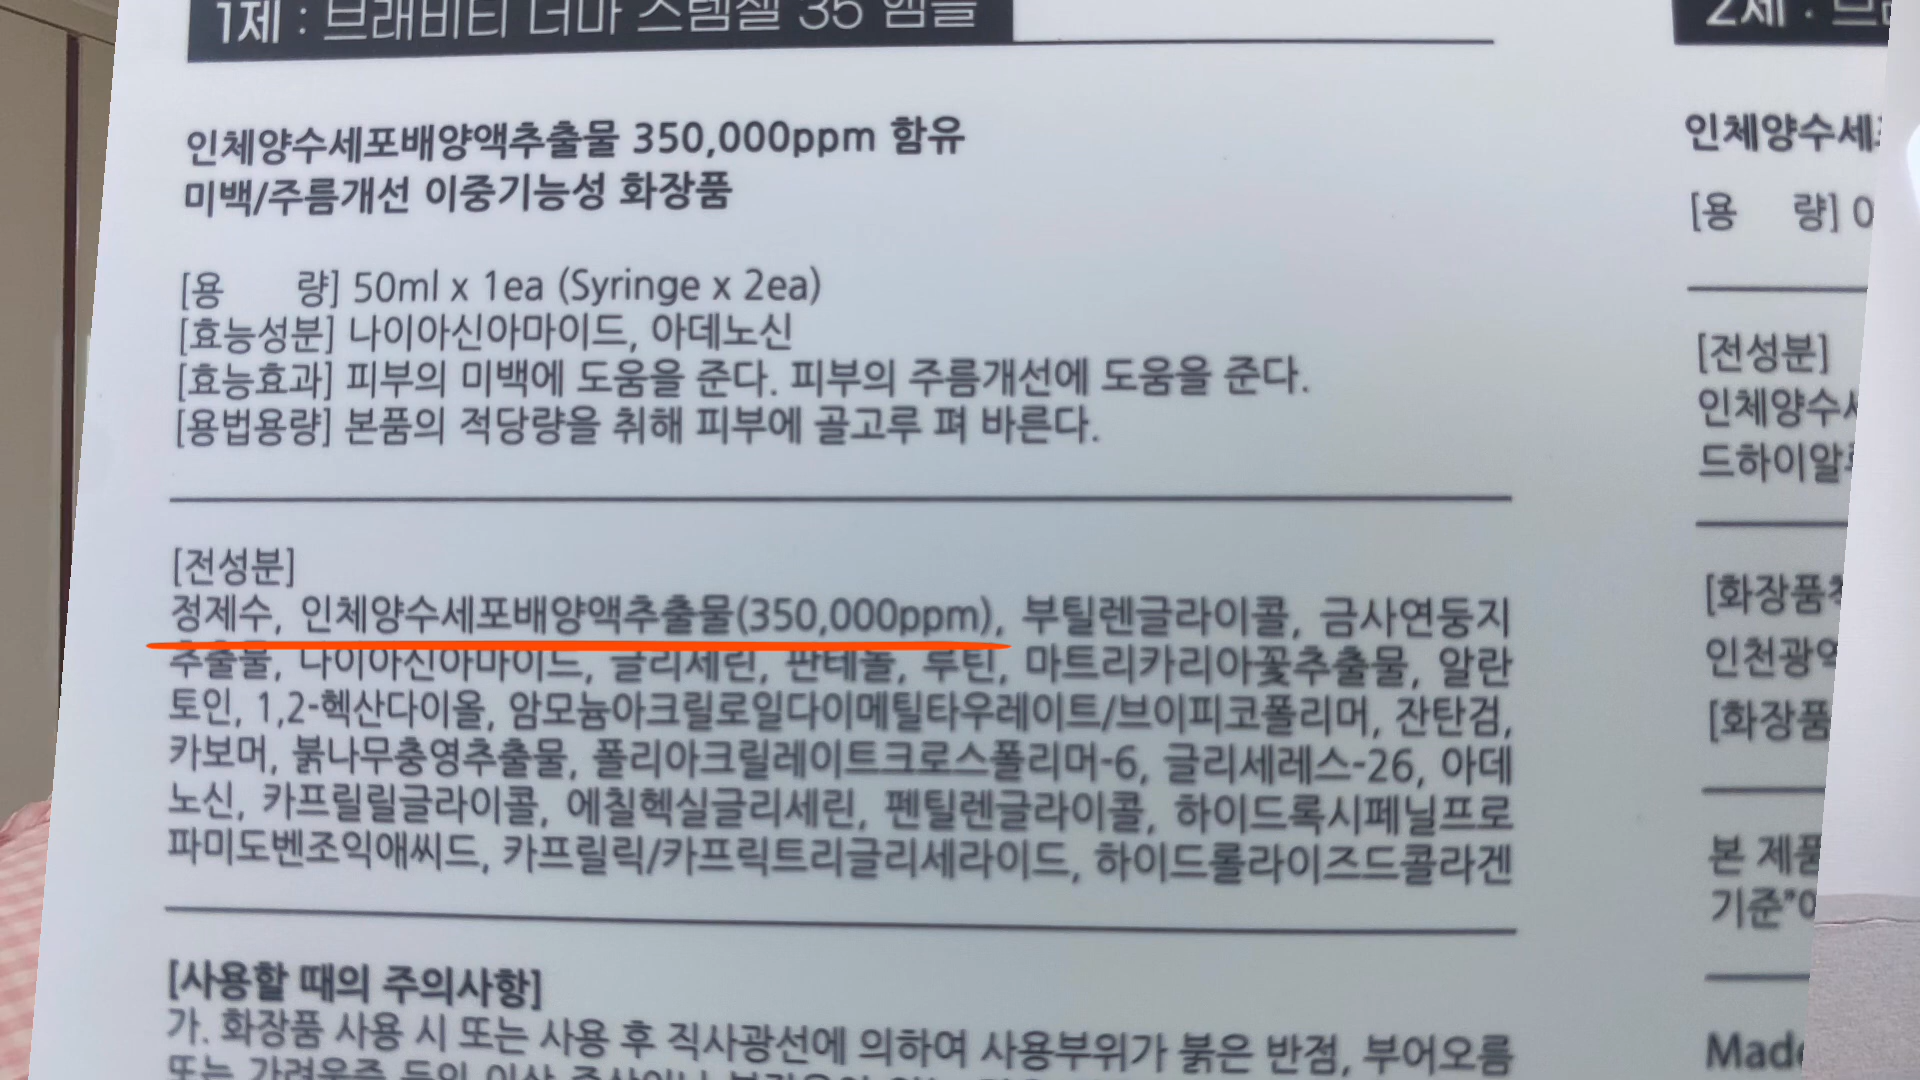 1제 : 브래비티 더마 스템셀 35 앰플
인체양수세포배양액추출물 350,000ppm 함유
미백/주름개선 이중기능성 화장품
[용 량] 50ml x 1ea (Syringe x 2ea)
[효능성분] 나이아신아마이드, 아데노신
[효능효과] 피부의 미백에 도움을 준다. 피부의 주름개선에 도움을 준다.
[용법용량] 본품의 적당량을 취해 피부에 골고루 펴 바른다.
[전성분]
정제수, 인체양수세포배양액추출물(350,000ppm), 부틸렌글라이콜, 금사연둥지
추출물, 나이아신아마이드, 글리세린, 판테놀, 루틴, 마트리카리아꽃추출물, 알란
토인, 1,2-헥산다이올, 암모늄아크릴로일다이메틸타우레이트/브이피코폴리머, 잔탄검,
카보머, 붉나무충영추출물, 폴리아크릴레이트크로스폴리머-6, 글리세레스-26, 아데
노신, 카프릴릴글라이콜, 에칠헥실글리세린, 펜틸렌글라이콜, 하이드록시페닐프로
파미도벤조익애씨드, 카프릴릭/카프릭트리글리세라이드, 하이드롤라이즈드콜라겐
[사용할 때의 주의사항]
가. 화장품 사용 시 또는 사용 후 직사광선에 의하여 사용부위가 붉은 반점, 부어오름
또는 가려움증 등의 이상
2제 :
인체양수세
[용 량]
[전성분]
인체양수
드하이알
[화장품
인천광역
[화장품
본 제품
기준"
Made